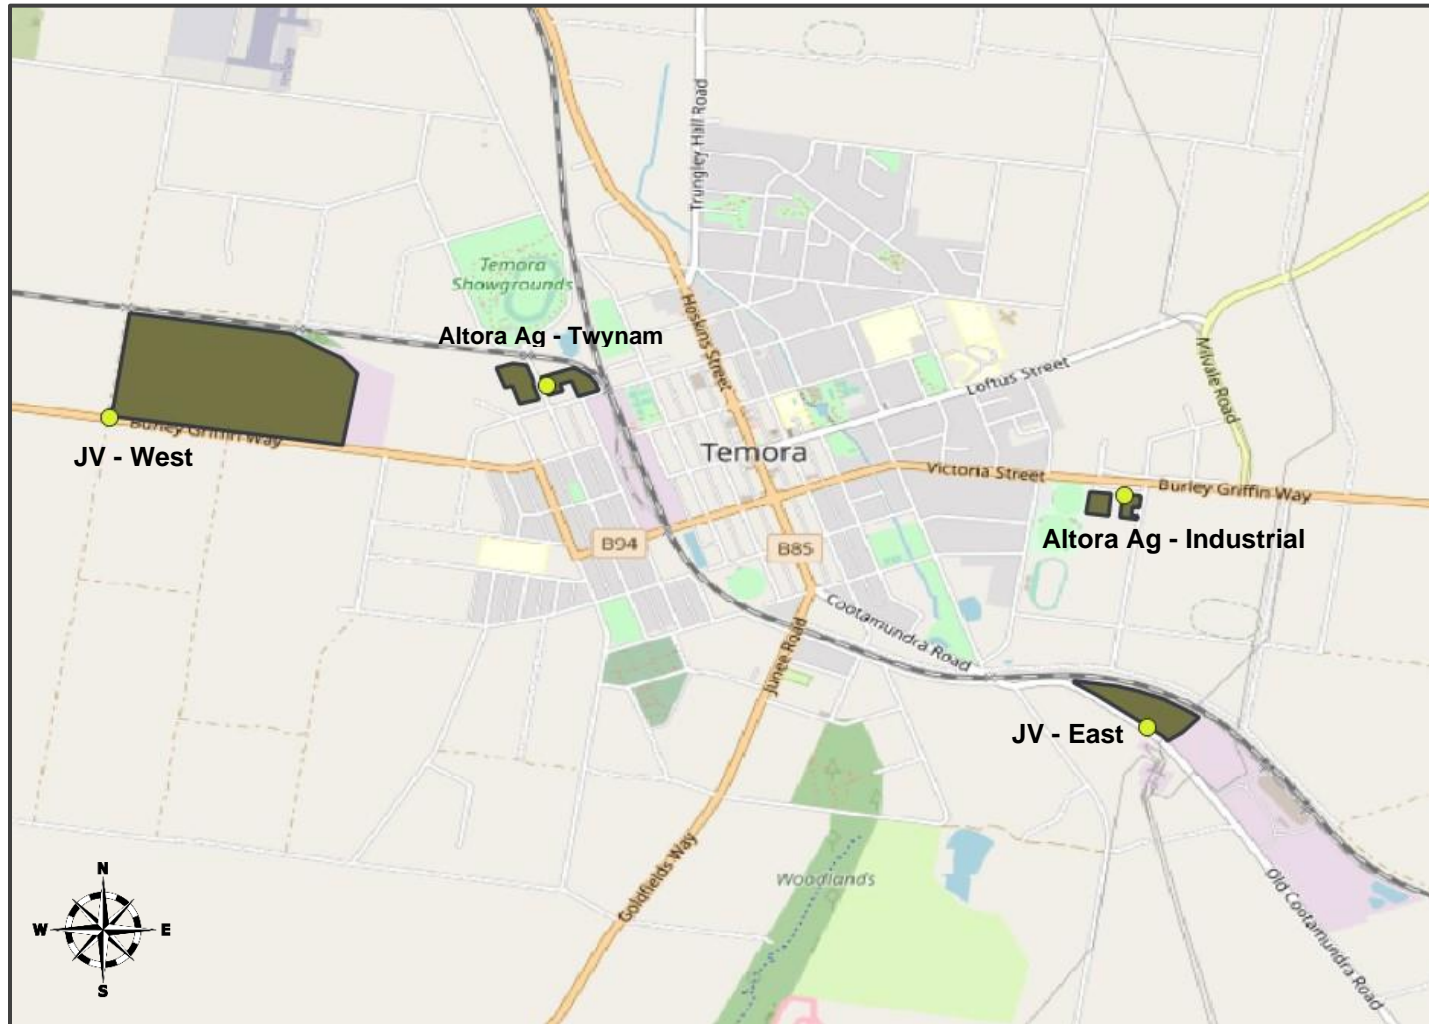 Trungley Hall Road
Temora
Showgrounds
Hoskins Street
Altora Ag - Twynam
Milvale Road
Loftus Street
Burley Griffin Way
JV - West
Temora
Victoria Street
Burley Griffin Way
B94
B85
Altora Ag - Industrial
Cootamundra Road
Junee Road
JV - East
Goldfields Way
Woodlands
Old Cootamundra Road
N
W
E
S